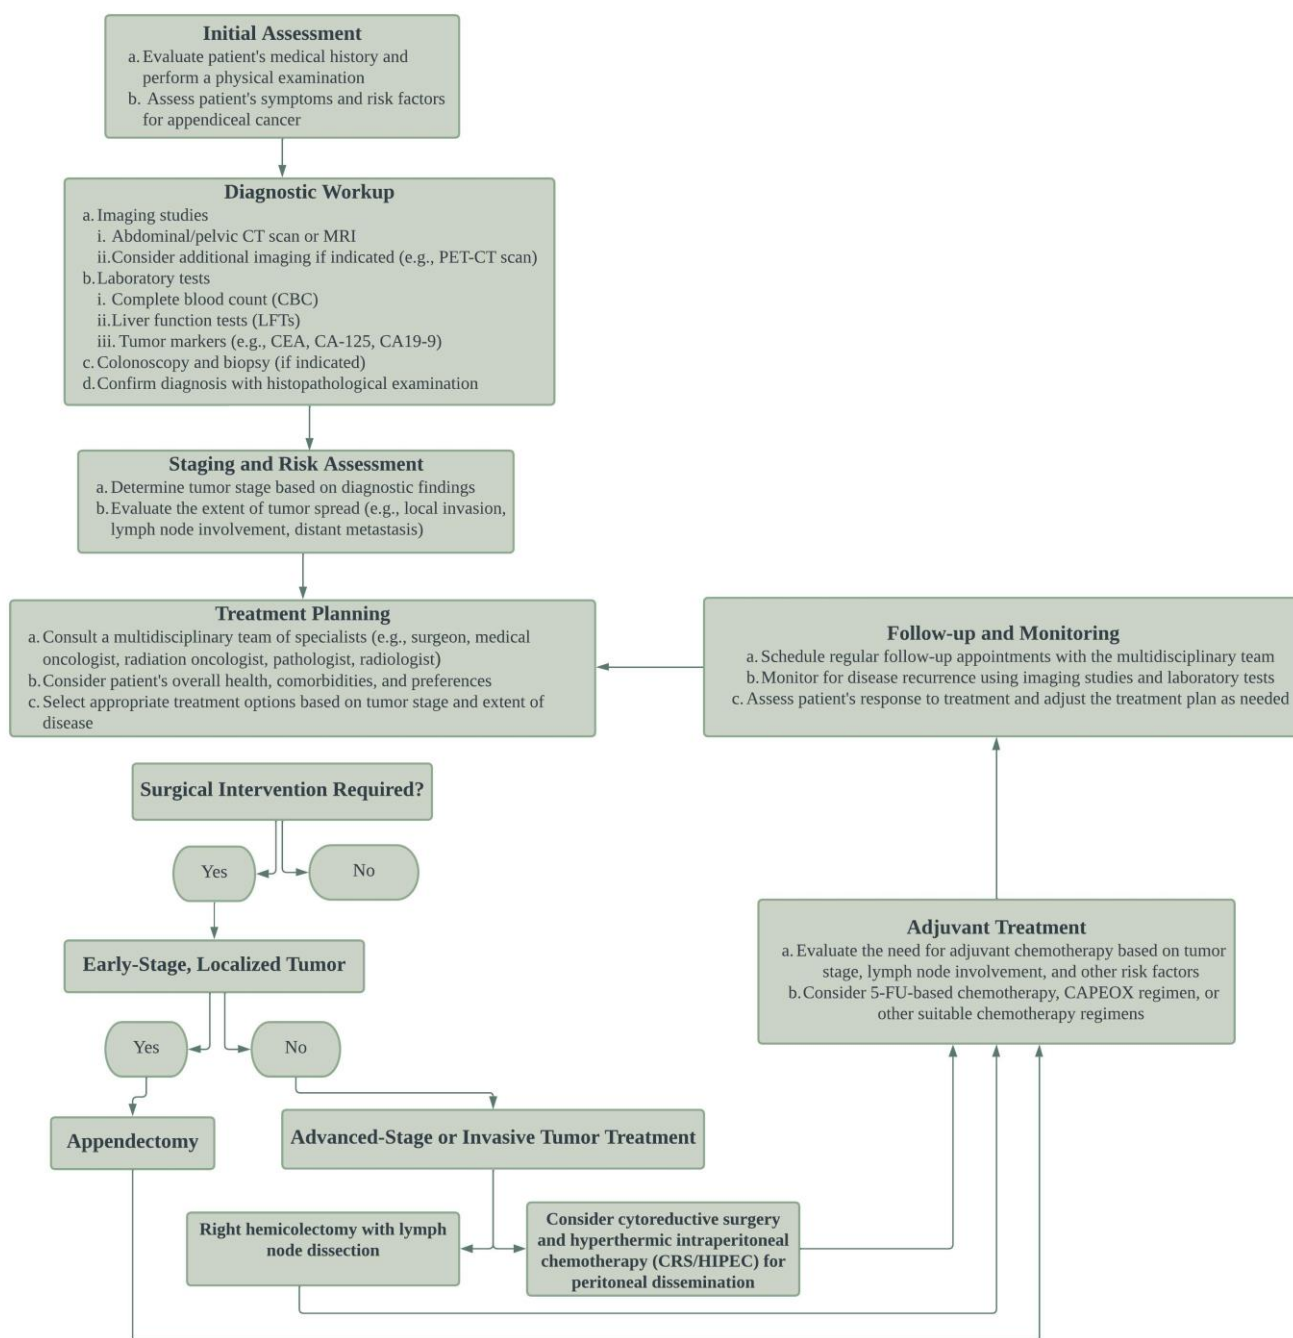 Initial Assessment
a. Evaluate patient's medical history and
perform a physical examination
b. Assess patient's symptoms and risk factors
for appendiceal cancer
Diagnostic Workup
a. Imaging studies
i. Abdominal/pelvic CT scan or MRI
ii. Consider additional imaging if indicated (e.g., PET-CT scan)
b. Laboratory tests
i. Complete blood count (CBC)
ii. Liver function tests (LFTs)
iii. Tumor markers (e.g., CEA, CA-125, CA19-9)
c. Colonoscopy and biopsy (if indicated)
d. Confirm diagnosis with histopathological examination
Staging and Risk Assessment
a. Determine tumor stage based on diagnostic findings
b. Evaluate the extent of tumor spread (e.g., local invasion,
lymph node involvement, distant metastasis)
Treatment Planning
a. Consult a multidisciplinary team of specialists (e.g., surgeon, medical
oncologist, radiation oncologist, pathologist, radiologist)
b. Consider patient's overall health, comorbidities, and preferences
c. Select appropriate treatment options based on tumor stage and extent of
disease
Follow-up and Monitoring
a. Schedule regular follow-up appointments with the multidisciplinary team
b. Monitor for disease recurrence using imaging studies and laboratory tests
c. Assess patient's response to treatment and adjust the treatment plan as needed
Surgical Intervention Required?
Yes
No
Early-Stage, Localized Tumor
Yes
No
Adjuvant Treatment
a. Evaluate the need for adjuvant chemotherapy based on tumor
stage, lymph node involvement, and other risk factors
b. Consider 5-FU-based chemotherapy, CAPEOX regimen, or
other suitable chemotherapy regimens
Appendectomy
Advanced-Stage or Invasive Tumor Treatment
Right hemicolectomy with lymph
node dissection
Consider cytoreductive surgery
and hyperthermic intraperitoneal
chemotherapy (CRS/HIPEC) for
peritoneal dissemination